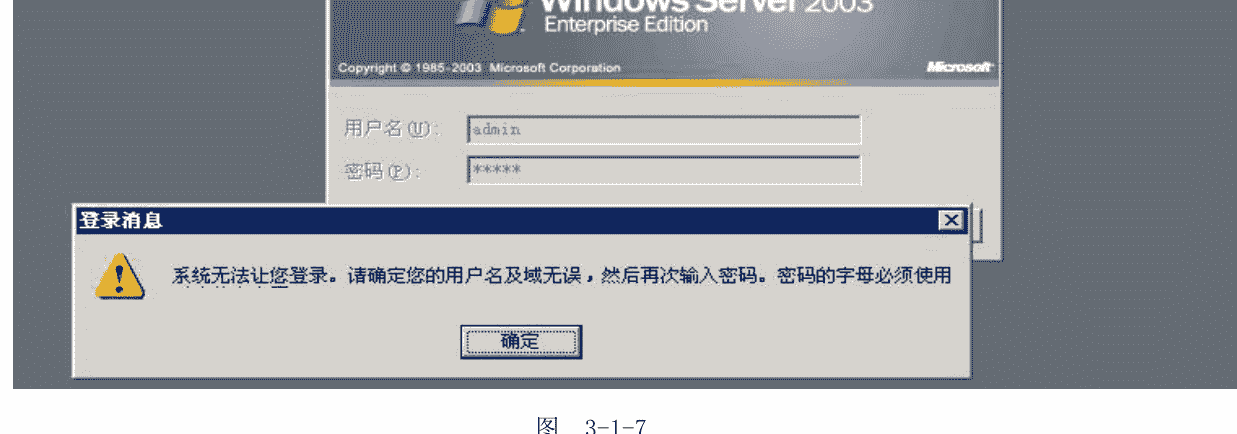 Windows Server 2003
Enterprise Edition
Copyright © 1985-2003 Microsoft Corporation
Microsoft
用户名(U):
admin
密码(P):
*****
登录消息
系统无法让您登录。请确定您的用户名及域无误，然后再次输入密码。密码的字母必须使用
确定
图 3-1-7